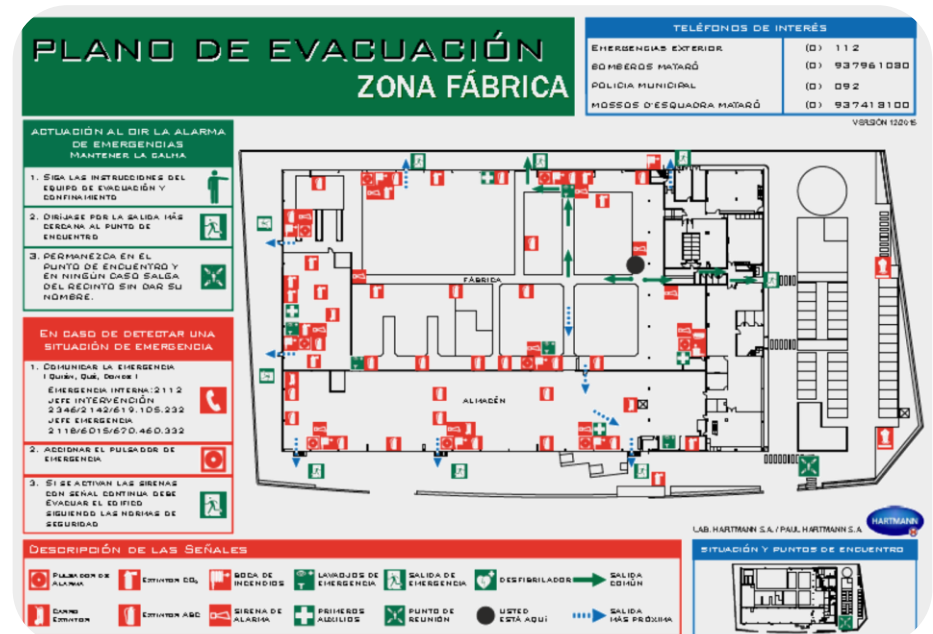 PLANO DE EVACUACIÓN
ZONA FÁBRICA
TELÉFONOS DE INTERÉS
EMERGENCIAS EXTERIOR (0) 112
BOMBEROS MATARÓ (0) 937961080
POLICIA MUNICIPAL (0) 092
MOSSOS D'ESQUADRA MATARÓ (0) 937413100
VERSIÓN 12/2015
ACTUACIÓN AL OIR LA ALARMA
DE EMERGENCIAS
MANTENER LA CALMA
1. SIGA LAS INSTRUCCIONES DEL
EQUIPO DE EVACUACIÓN Y
CONFINAMIENTO
2. DIRÍJASE POR LA SALIDA MÁS
CERCANA AL PUNTO DE
ENCUENTRO
3. PERMANEZCA EN EL
PUNTO DE ENCUENTRO Y
EN NINGÚN CASO SALGA
DEL RECINTO SIN DAR SU
NOMBRE.
EN CASO DE DETECTAR UNA
SITUACIÓN DE EMERGENCIA
1. COMUNICAR LA EMERGENCIA
(QUIÉN, QUÉ, DONDE)
EMERGENCIA INTERNA:2112
JEFE INTERVENCIÓN
2346/2142/619.105.232
JEFE EMERGENCIA
2118/6015/670.460.332
2. ACCIONAR EL PULSADOR DE
EMERGENCIA
3. SI SE ACTIVAN LAS SIRENAS
CON SEÑAL CONTINUA DEBE
EVACUAR EL EDIFICO
SIGUIENDO LAS NORMAS DE
SEGURIDAD
FÁBRICA
ALMACÉN
LAB. HARTMANN S.A. / PAUL HARTMANN S.A.
HARTMANN
DESCRIPCIÓN DE LAS SEÑALES
PULSADOR DE
ALARMA
EXTINTOR CO₂
BOCA DE
INCENDIOS
LAVAOJOS DE
EMERGENCIA
SALIDA DE
EMERGENCIA
DESFIBRILADOR
SALIDA
COMÚN
CARRO
EXTINTOR
EXTINTOR ABC
SIRENA DE
ALARMA
PRIMEROS
AUXILIOS
PUNTO DE
REUNIÓN
USTED
ESTÁ AQUÍ
SALIDA
MÁS PRÓXIMA
SITUACIÓN Y PUNTOS DE ENCUENTRO